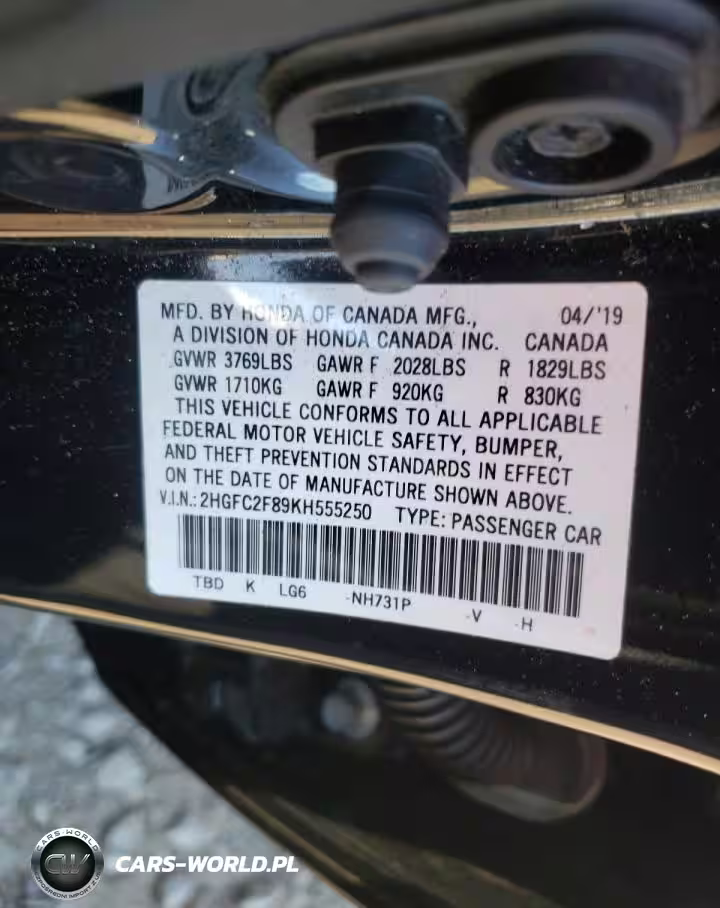 MFD. BY HONDA OF CANADA MFG., 04/'19
A DIVISION OF HONDA CANADA INC. CANADA
GVWR 3769LBS GAWR F 2028LBS R 1829LBS
GVWR 1710KG GAWR F 920KG R 830KG
THIS VEHICLE CONFORMS TO ALL APPLICABLE
FEDERAL MOTOR VEHICLE SAFETY, BUMPER,
AND THEFT PREVENTION STANDARDS IN EFFECT
ON THE DATE OF MANUFACTURE SHOWN ABOVE.
V.I.N.: 2HGFC2F89KH555250 TYPE: PASSENGER CAR
TBD K LG6 -NH731P -V -H
CARS-WORLD
CW
CARS-WORLD.PL